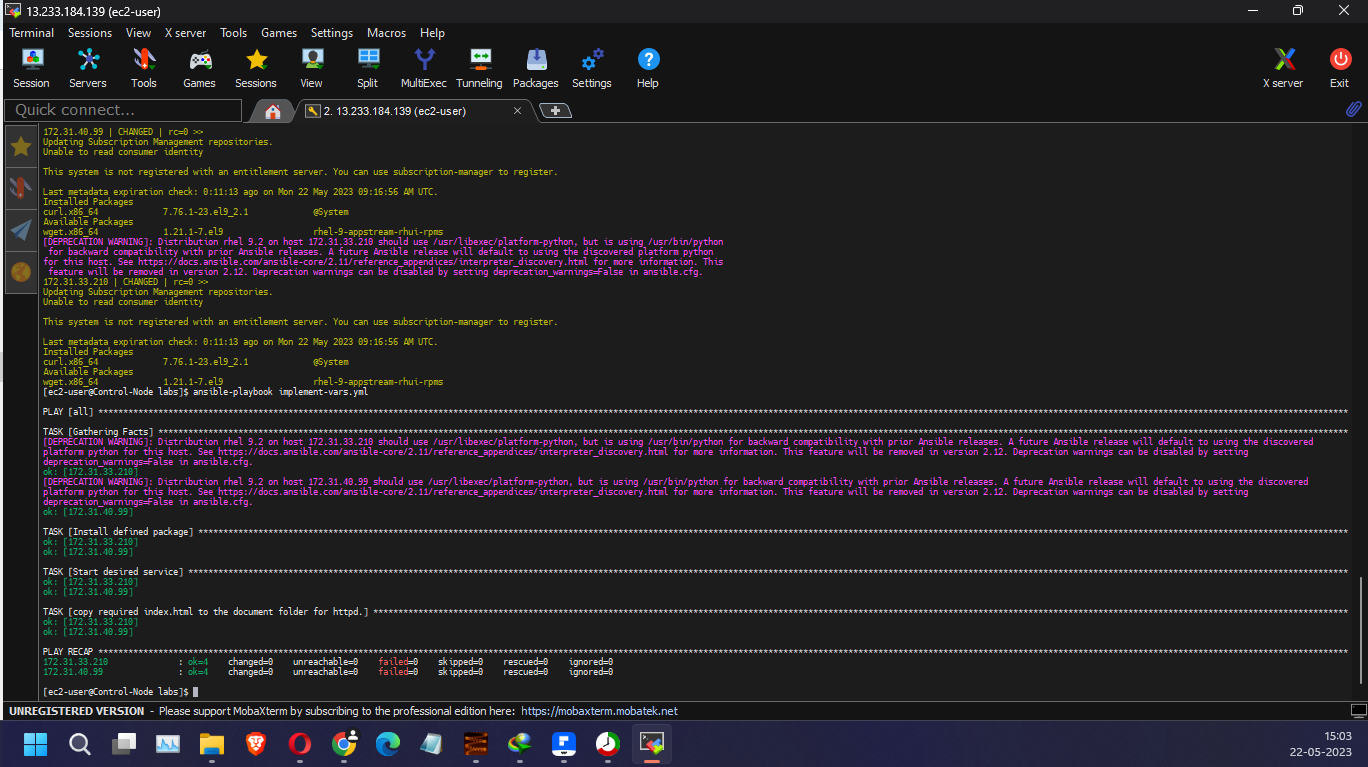 13.233.184.139 (ec2-user)
Terminal Sessions View X server Tools Games Settings Macros Help
Session Servers Tools Games Sessions View Split MultiExec Tunneling Packages Settings Help X server Exit
Quick connect... 2. 13.233.184.139 (ec2-user)
172.31.40.99 | CHANGED | rc=0 >>
Updating Subscription Management repositories.
Unable to read consumer identity
This system is not registered with an entitlement server. You can use subscription-manager to register.
Last metadata expiration check: 0:11:13 ago on Mon 22 May 2023 09:16:56 AM UTC.
Installed Packages
curl.x86_64 7.76.1-23.el9_2.1 @System
Available Packages
wget.x86_64 1.21.1-7.el9 rhel-9-appstream-rhui-rpms
[DEPRECATION WARNING]: Distribution rhel 9.2 on host 172.31.33.210 should use /usr/libexec/platform-python, but is using /usr/bin/python
for backward compatibility with prior Ansible releases. A future Ansible release will default to using the discovered platform python
for this host. See https://docs.ansible.com/ansible-core/2.11/reference_appendices/interpreter_discovery.html for more information. This
feature will be removed in version 2.12. Deprecation warnings can be disabled by setting deprecation_warnings=False in ansible.cfg.
172.31.33.210 | CHANGED | rc=0 >>
Updating Subscription Management repositories.
Unable to read consumer identity
This system is not registered with an entitlement server. You can use subscription-manager to register.
Last metadata expiration check: 0:11:13 ago on Mon 22 May 2023 09:16:56 AM UTC.
Installed Packages
curl.x86_64 7.76.1-23.el9_2.1 @System
Available Packages
wget.x86_64 1.21.1-7.el9 rhel-9-appstream-rhui-rpms
[ec2-user@Control-Node labs]$ ansible-playbook implement-vars.yml
PLAY [all] ****************************************************************
TASK [Gathering Facts] ****************************************************************
[DEPRECATION WARNING]: Distribution rhel 9.2 on host 172.31.33.210 should use /usr/libexec/platform-python, but is using /usr/bin/python for backward compatibility with prior Ansible releases. A future Ansible release will default to using the discovered
platform python for this host. See https://docs.ansible.com/ansible-core/2.11/reference_appendices/interpreter_discovery.html for more information. This feature will be removed in version 2.12. Deprecation warnings can be disabled by setting
deprecation_warnings=False in ansible.cfg.
ok: [172.31.33.210]
[DEPRECATION WARNING]: Distribution rhel 9.2 on host 172.31.40.99 should use /usr/libexec/platform-python, but is using /usr/bin/python for backward compatibility with prior Ansible releases. A future Ansible release will default to using the discovered
platform python for this host. See https://docs.ansible.com/ansible-core/2.11/reference_appendices/interpreter_discovery.html for more information. This feature will be removed in version 2.12. Deprecation warnings can be disabled by setting
deprecation_warnings=False in ansible.cfg.
ok: [172.31.40.99]
TASK [Install defined package] ****************************************************************
ok: [172.31.33.210]
ok: [172.31.40.99]
TASK [Start desired service] ****************************************************************
ok: [172.31.33.210]
ok: [172.31.40.99]
TASK [copy required index.html to the document folder for httpd.] ****************************************************************
ok: [172.31.33.210]
ok: [172.31.40.99]
PLAY RECAP ****************************************************************
172.31.33.210 : ok=4 changed=0 unreachable=0 failed=0 skipped=0 rescued=0 ignored=0
172.31.40.99 : ok=4 changed=0 unreachable=0 failed=0 skipped=0 rescued=0 ignored=0
[ec2-user@Control-Node labs]$
UNREGISTERED VERSION - Please support MobaXterm by subscribing to the professional edition here: https://mobaxterm.mobatek.net
15:03
22-05-2023